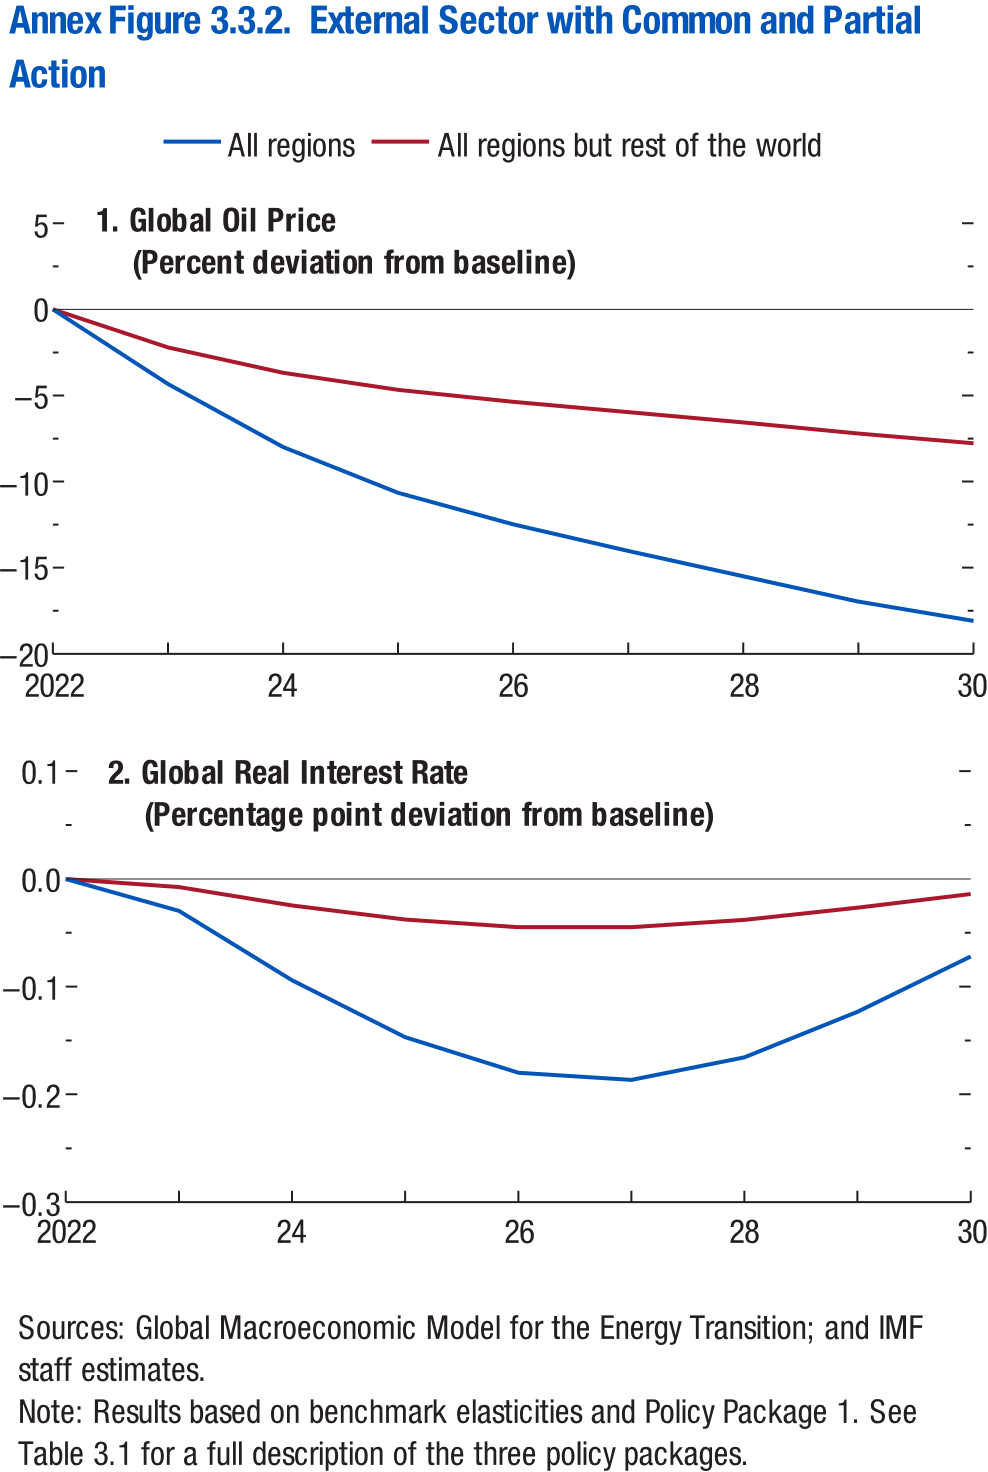 Annex Figure 3.3.2.  External Sector with Common and Partial
Action
All regions
All regions but rest of the world
1. Global Oil Price
(Percent deviation from baseline)
5
0
–5
–10
–15
–20
2022
24
26
28
30
2. Global Real Interest Rate
(Percentage point deviation from baseline)
0.1
0.0
–0.1
–0.2
–0.3
2022
24
26
28
30
Sources: Global Macroeconomic Model for the Energy Transition; and IMF
staff estimates.
Note: Results based on benchmark elasticities and Policy Package 1. See
Table 3.1 for a full description of the three policy packages.